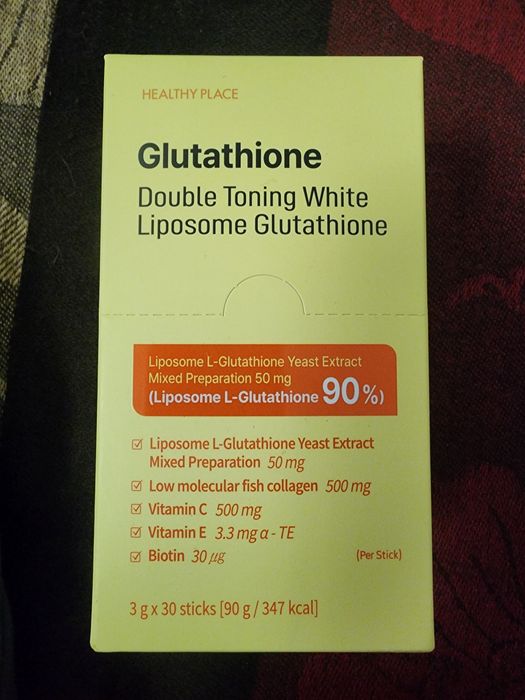 HEALTHY PLACE
Glutathione
Double Toning White
Liposome Glutathione
Liposome L-Glutathione Yeast Extract
Mixed Preparation 50 mg
(Liposome L-Glutathione 90%)
☑ Liposome L-Glutathione Yeast Extract
Mixed Preparation 50 mg
☑ Low molecular fish collagen 500 mg
☑ Vitamin C 500 mg
☑ Vitamin E 3.3 mg α - TE
☑ Biotin 30 μg (Per Stick)
3 g x 30 sticks [90 g / 347 kcal]